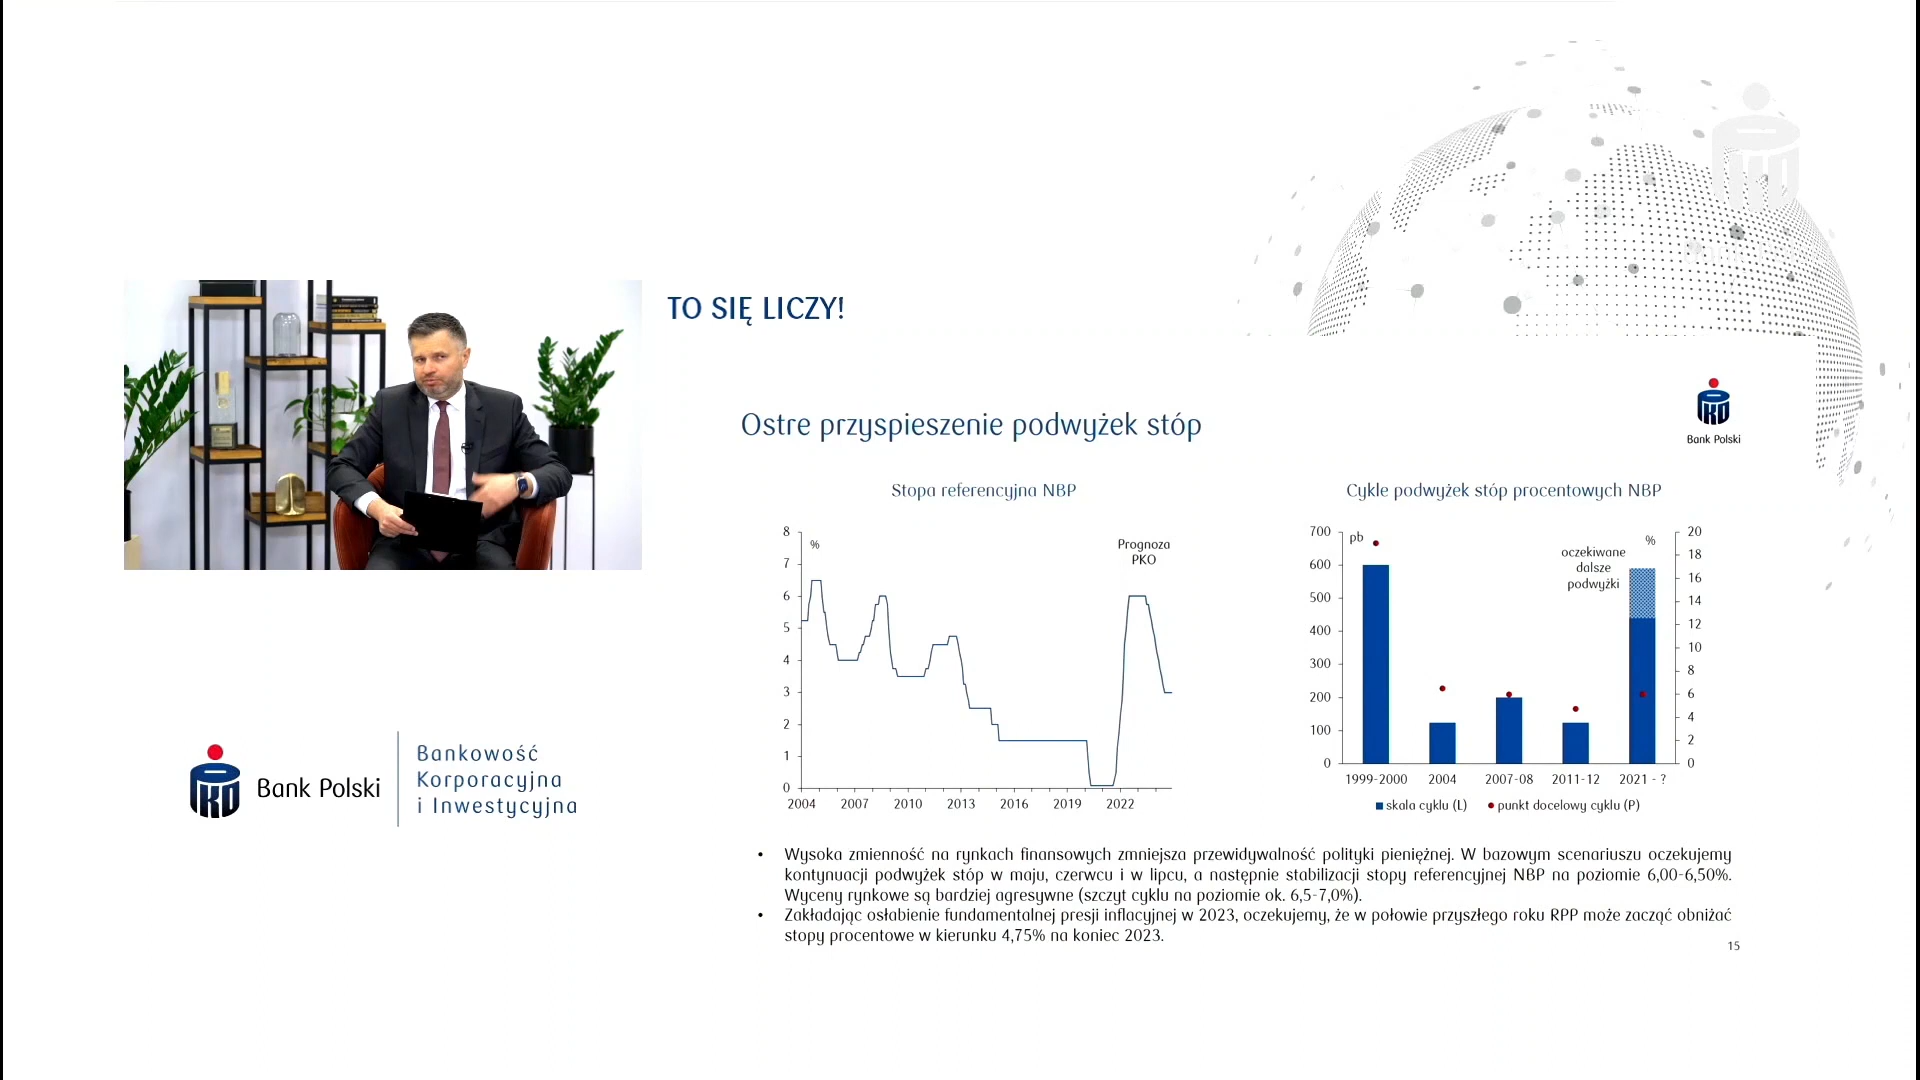 TO SIĘ LICZY!
Ostre przyspieszenie podwyżek stóp
Bank Polski
Stopa referencyjna NBP
%
Prognoza
PKO
8
7
6
5
4
3
2
1
0
2004 2007 2010 2013 2016 2019 2022
Cykle podwyżek stóp procentowych NBP
pb
%
oczekiwane
dalsze
podwyżki
700
600
500
400
300
200
100
0
20
18
16
14
12
10
8
6
4
2
0
1999-2000 2004 2007-08 2011-12 2021 - ?
skala cyklu (L) punkt docelowy cyklu (P)
PKO Bank Polski
Bankowość
Korporacyjna
i Inwestycyjna
• Wysoka zmienność na rynkach finansowych zmniejsza przewidywalność polityki pieniężnej. W bazowym scenariuszu oczekujemy
kontynuacji podwyżek stóp w maju, czerwcu i w lipcu, a następnie stabilizacji stopy referencyjnej NBP na poziomie 6,00-6,50%.
Wyceny rynkowe są bardziej agresywne (szczyt cyklu na poziomie ok. 6,5-7,0%).
• Zakładając osłabienie fundamentalnej presji inflacyjnej w 2023, oczekujemy, że w połowie przyszłego roku RPP może zacząć obniżać
stopy procentowe w kierunku 4,75% na koniec 2023.
15